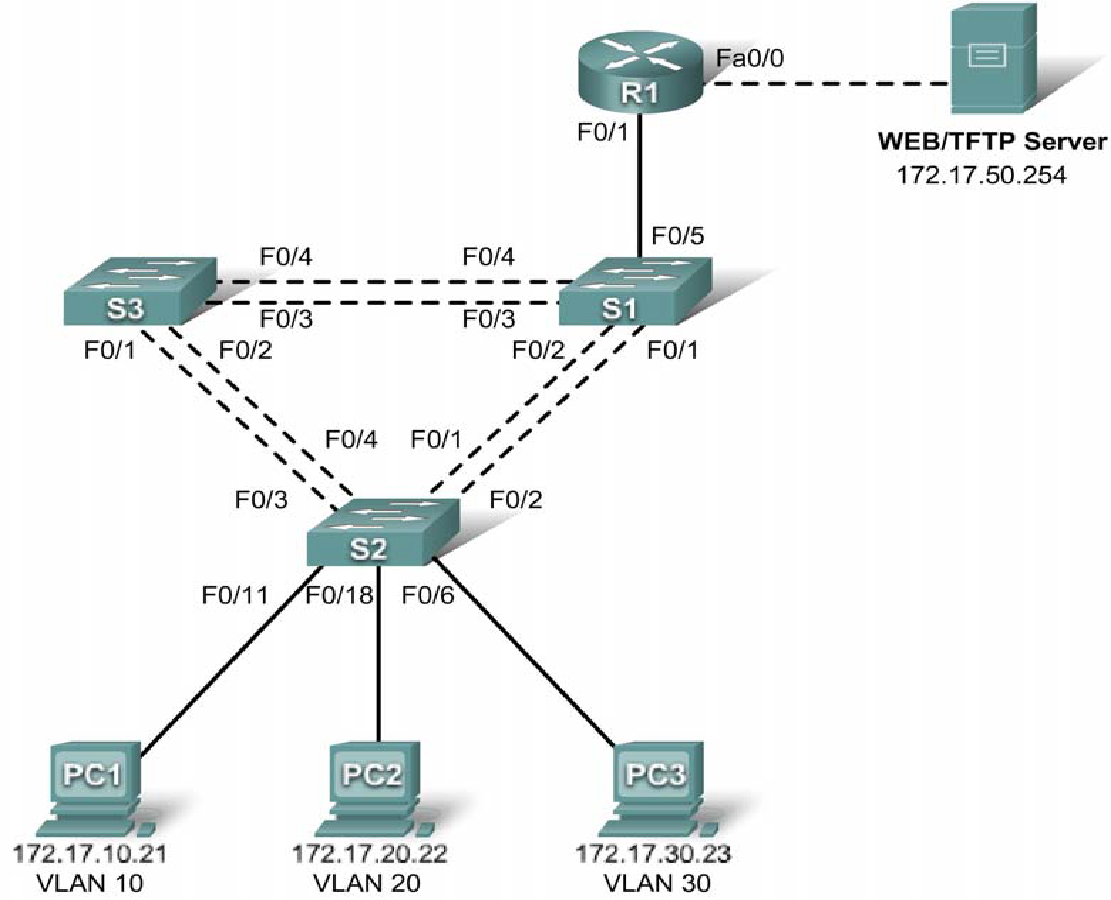 Fa0/0
R1
F0/1
WEB/TFTP Server
172.17.50.254
F0/5
F0/4
F0/4
S3
S1
F0/3
F0/3
F0/1
F0/2
F0/2
F0/1
F0/4
F0/1
F0/3
F0/2
S2
F0/11
F0/18
F0/6
PC1
PC2
PC3
172.17.10.21
172.17.20.22
172.17.30.23
VLAN 10
VLAN 20
VLAN 30